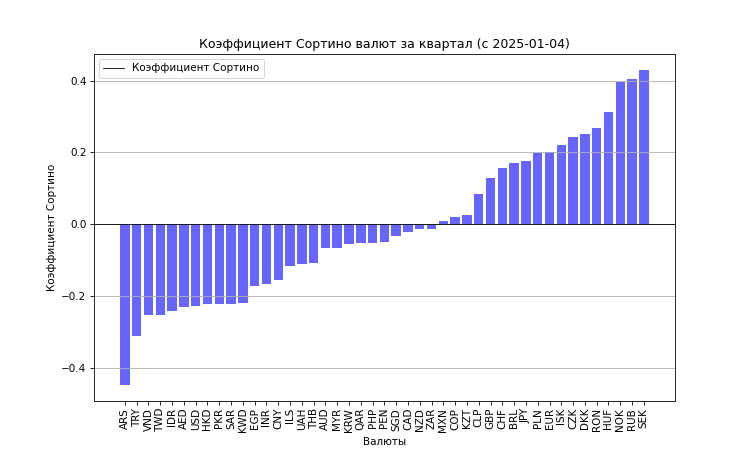 Коэффициент Сортино валют за квартал (с 2025-01-04)
Коэффициент Сортино
Коэффициент Сортино
0.4
0.2
0.0
−0.2
−0.4
ARS TRY VND TWD IDR AED USD HKD PKR SAR KWD EGP INR CNY ILS UAH THB AUD MYR KRW QAR PHP PEN SGD CAD NZD ZAR MXN COP KZT CLP GBP CHF BRL JPY PLN EUR ISK CZK DKK RON HUF NOK RUB SEK
Валюты